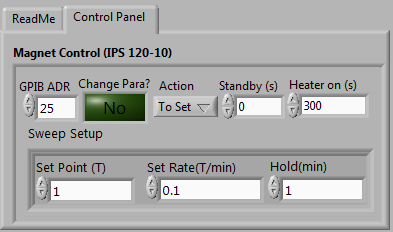 ReadMe Control Panel
Magnet Control (IPS 120-10)
GPIB ADR Change Para? Action Standby (s) Heater on (s)
25 No To Set 0 300
Sweep Setup
Set Point (T) Set Rate(T/min) Hold(min)
1 0.1 1